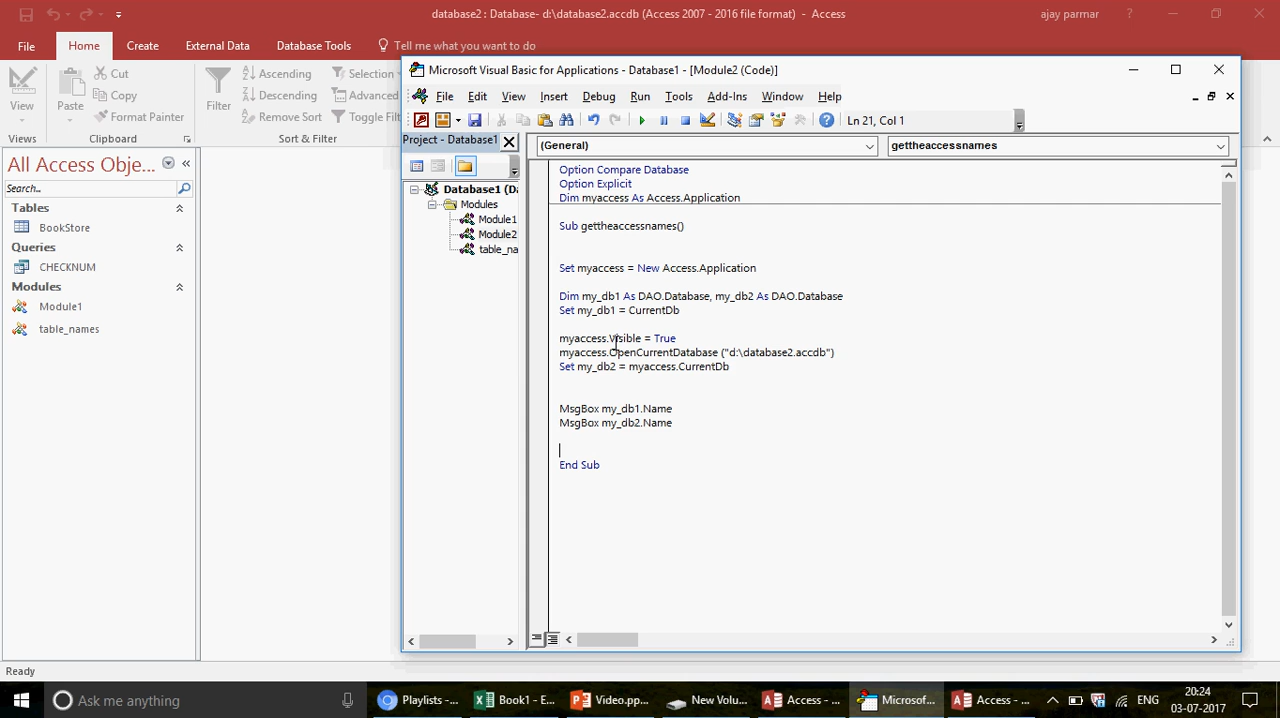 database2 : Database- d:\database2.accdb (Access 2007 - 2016 file format) - Access
ajay parmar
?
File
Home
Create
External Data
Database Tools
Tell me what you want to do
View
Views
Paste
Cut
Copy
Format Painter
Clipboard
Filter
Ascending
Descending
Remove Sort
Selection
Advanced
Toggle Filt
Sort & Filter
All Access Obje...
Search...
Tables
BookStore
Queries
CHECKNUM
Modules
Module1
table_names
Microsoft Visual Basic for Applications - Database1 - [Module2 (Code)]
File Edit View Insert Debug Run Tools Add-Ins Window Help
Ln 21, Col 1
Project - Database1
Database1 (Da
Modules
Module1
Module2
table_na
(General)
gettheaccessnames
Option Compare Database
Option Explicit
Dim myaccess As Access.Application
Sub gettheaccessnames()
Set myaccess = New Access.Application
Dim my_db1 As DAO.Database, my_db2 As DAO.Database
Set my_db1 = CurrentDb
myaccess.Visible = True
myaccess.OpenCurrentDatabase ("d:\database2.accdb")
Set my_db2 = myaccess.CurrentDb
MsgBox my_db1.Name
MsgBox my_db2.Name
End Sub
Ready
Ask me anything
Playlists - ...
Book1 - E...
Video.pp...
New Volu...
Access - ...
Microsof...
Access - ...
ENG
20:24
03-07-2017